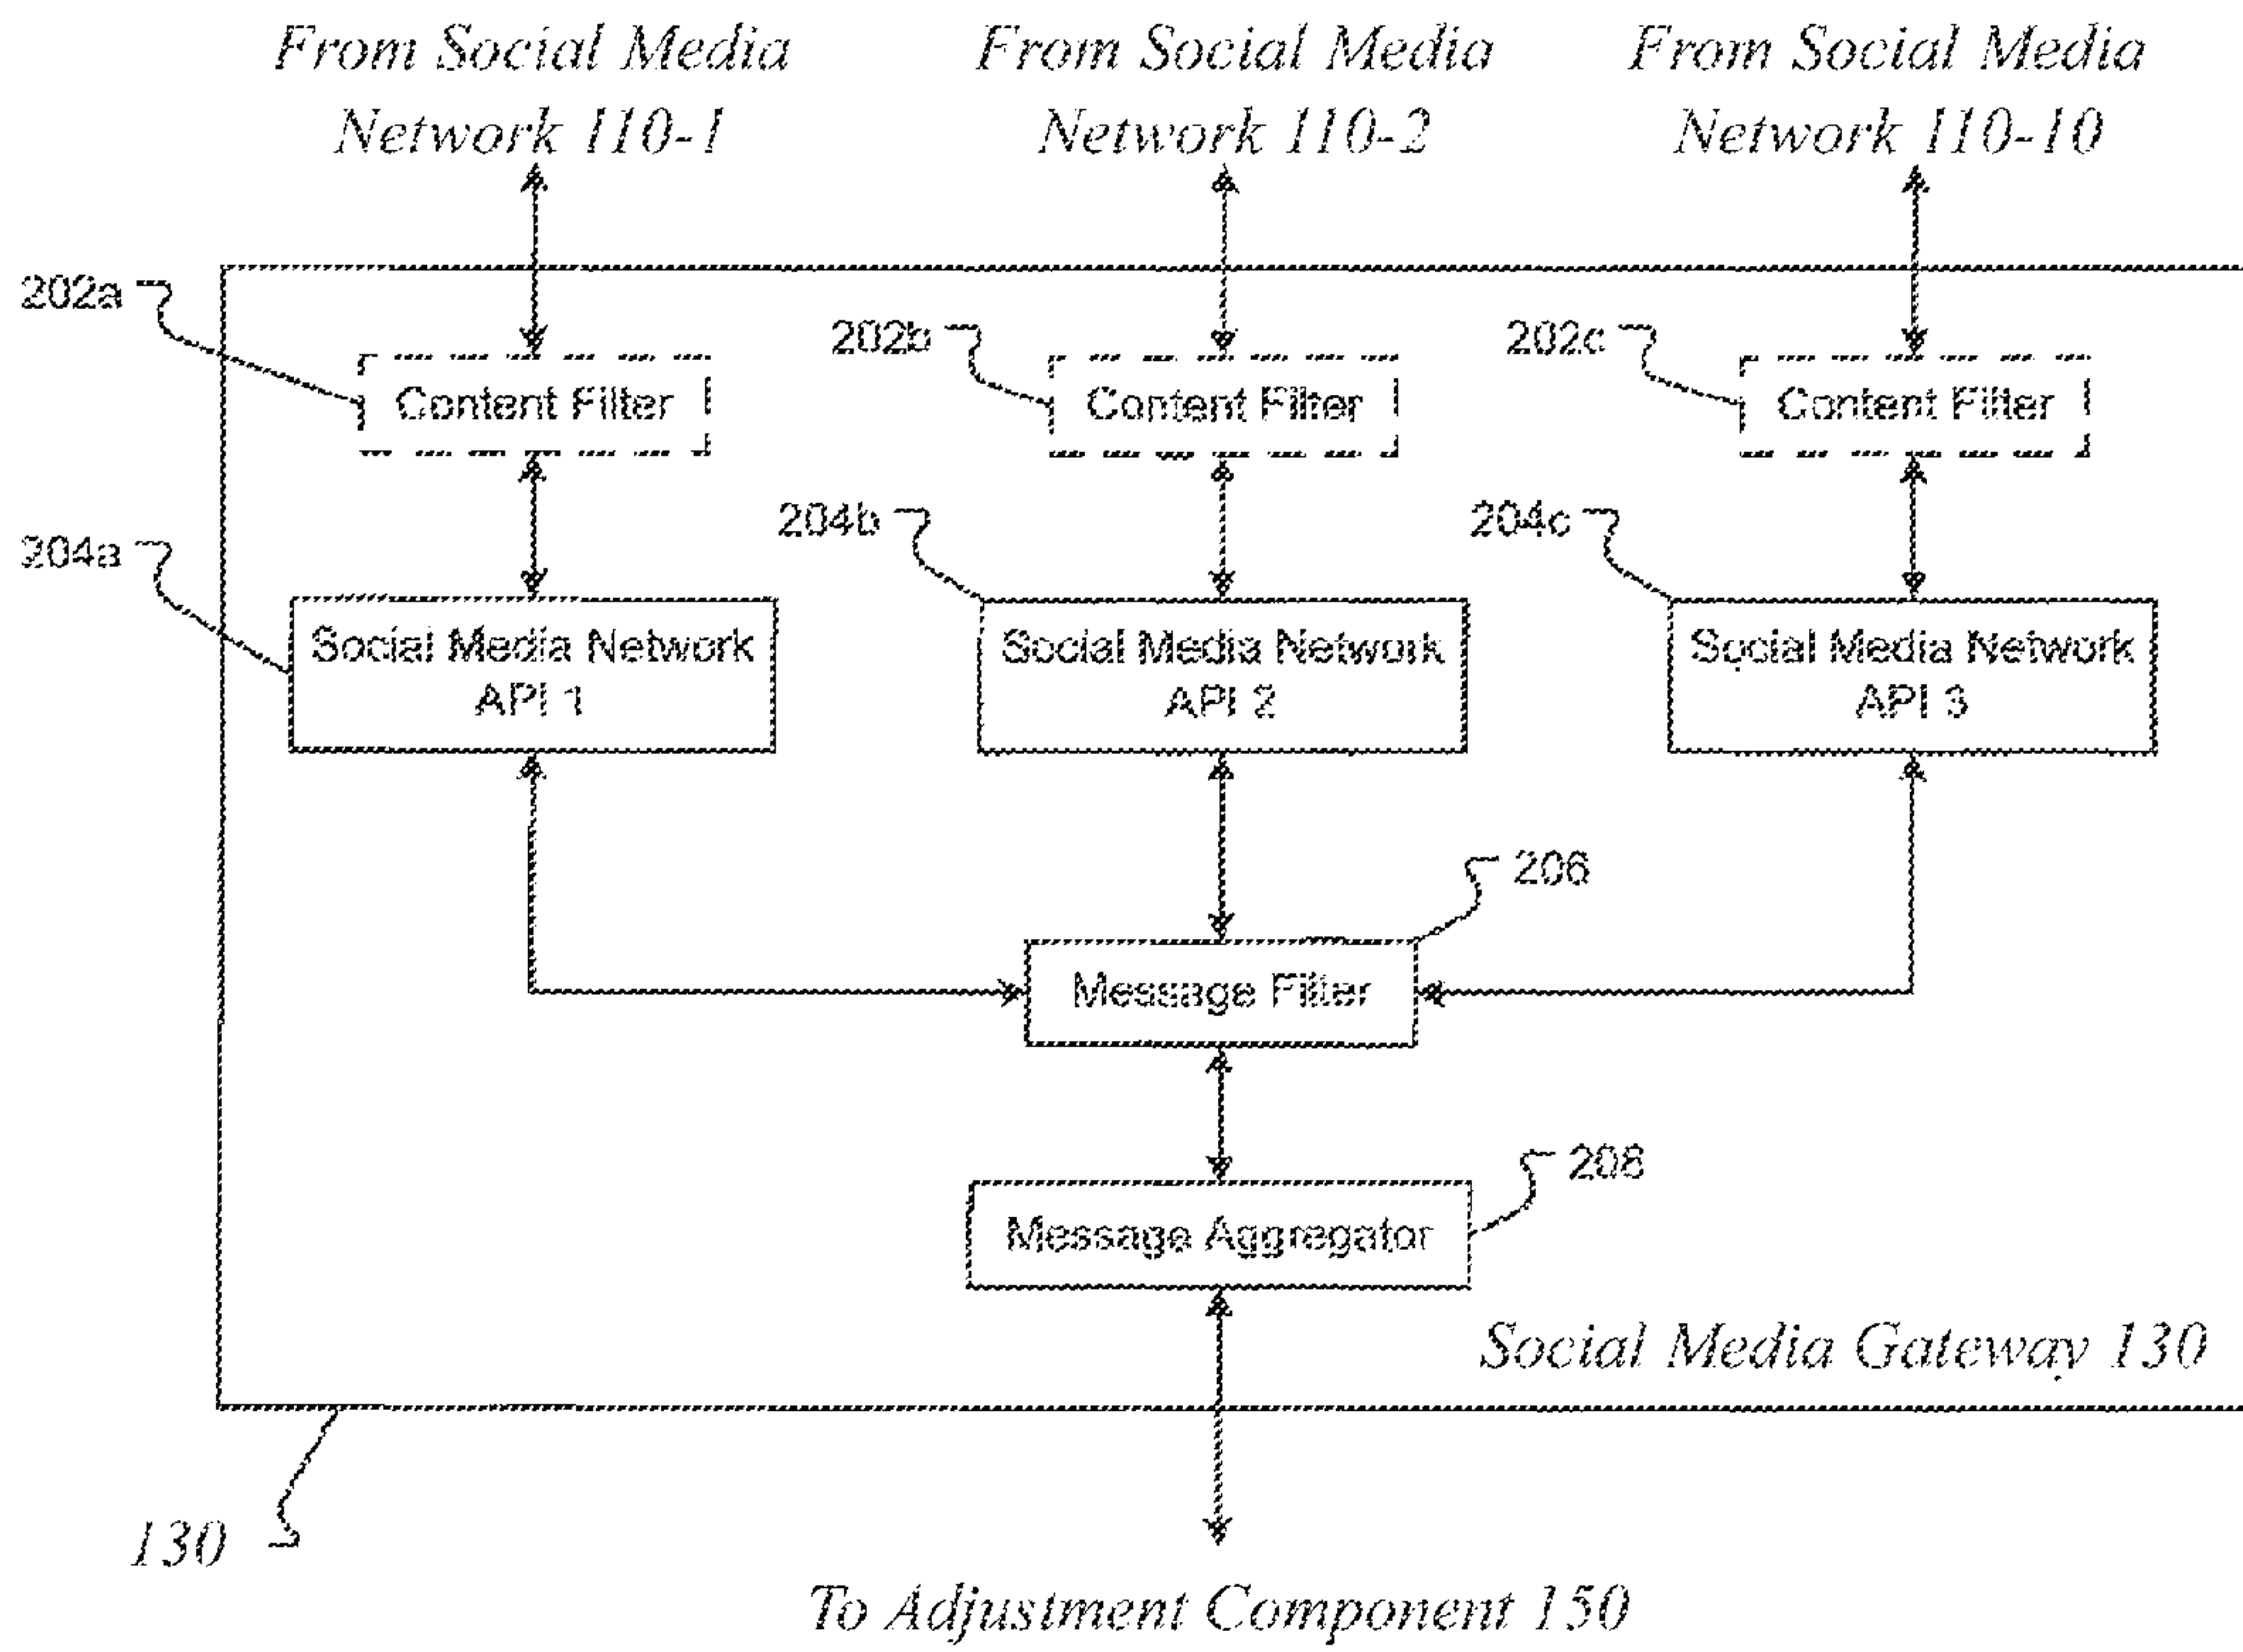 From Social Media
Network 110-1
From Social Media
Network 110-2
From Social Media
Network 110-10
202a
202b
202c
Content Filter
Content Filter
Content Filter
204a
204b
204c
Social Media Network
API 1
Social Media Network
API 2
Social Media Network
API 3
206
Message Filter
208
Message Aggregator
Social Media Gateway 130
130
To Adjustment Component 150